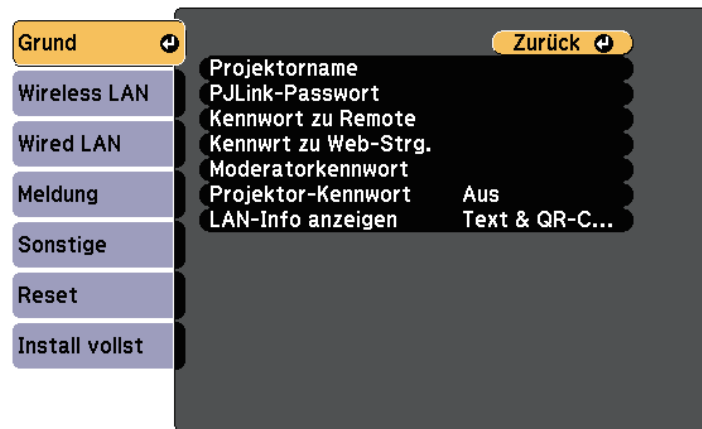 Grund
Wireless LAN
Wired LAN
Meldung
Sonstige
Reset
Install vollst
Zurück
Projektorname
PJLink-Passwort
Kennwort zu Remote
Kennwrt zu Web-Strg.
Moderatorkennwort
Projektor-Kennwort Aus
LAN-Info anzeigen Text & QR-C...